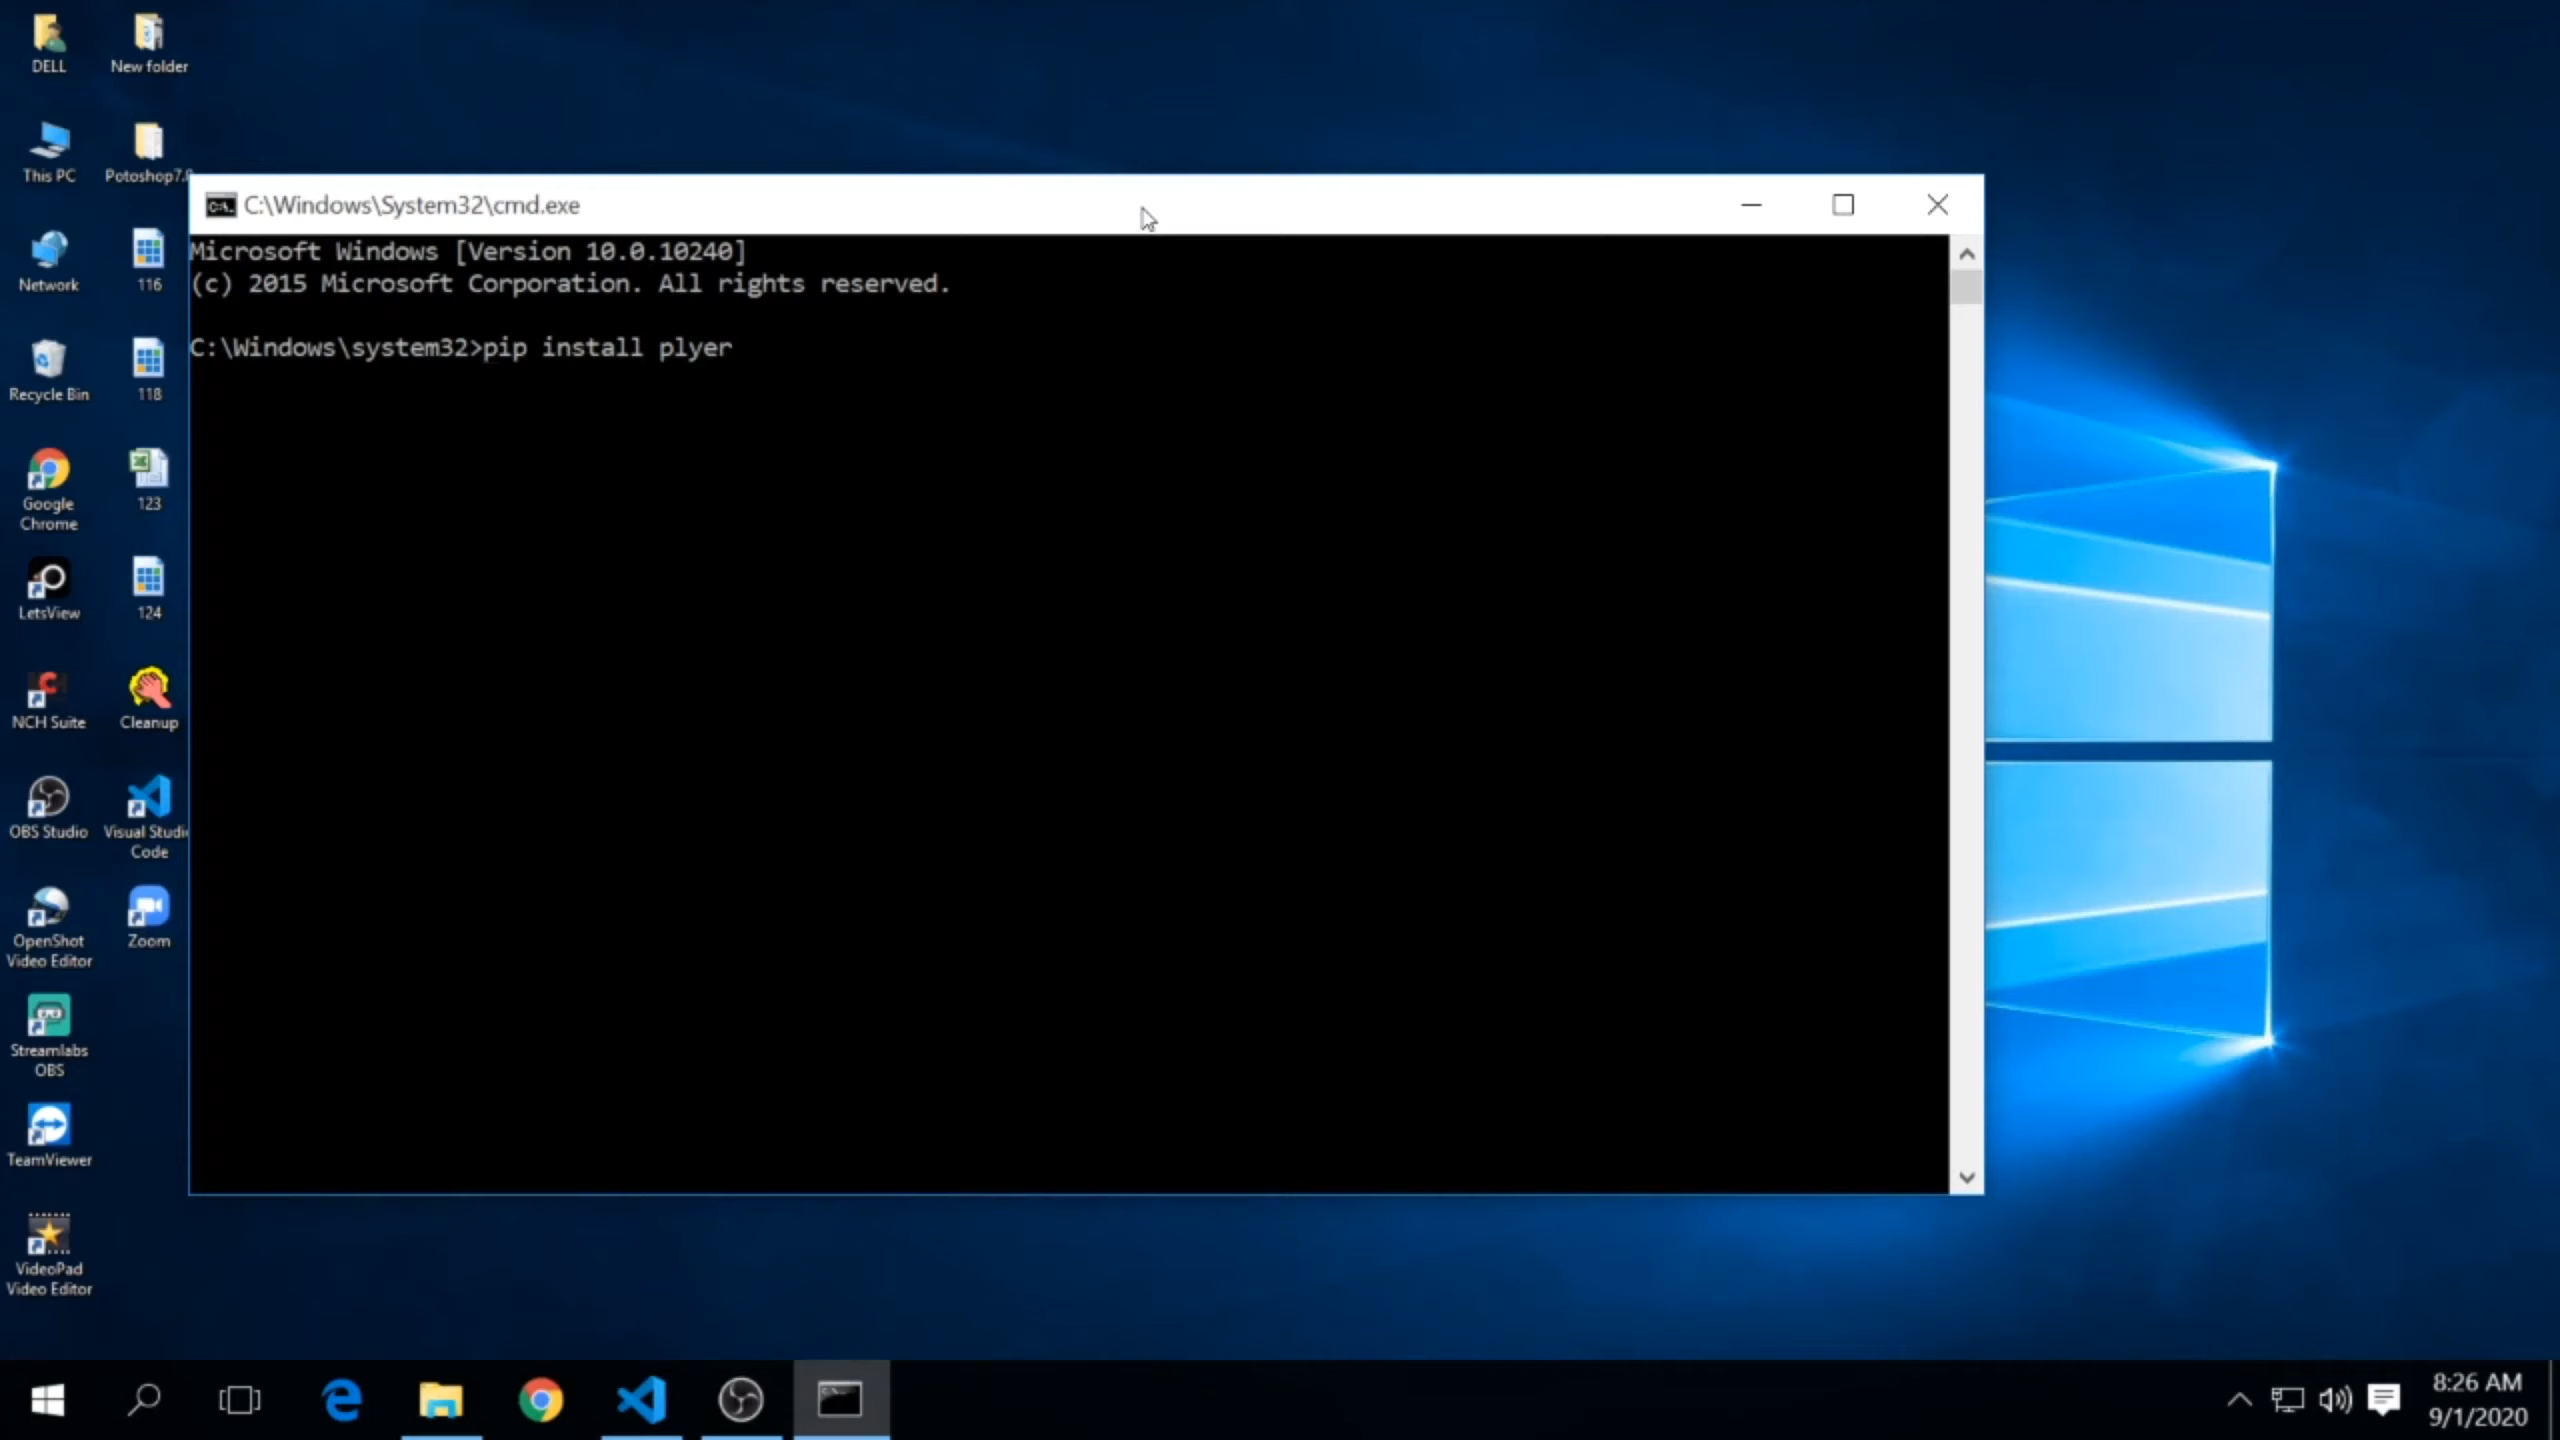 DELL
New folder
This PC
Potoshop7.
Network
116
Recycle Bin
118
Google
Chrome
123
LetsView
124
NCH Suite
Cleanup
OBS Studio
Visual Studi
Code
OpenShot
Video Editor
Zoom
Streamlabs
OBS
TeamViewer
VideoPad
Video Editor
C:\Windows\System32\cmd.exe
Microsoft Windows [Version 10.0.10240]
(c) 2015 Microsoft Corporation. All rights reserved.
C:\Windows\system32>pip install plyer
8:26 AM
9/1/2020